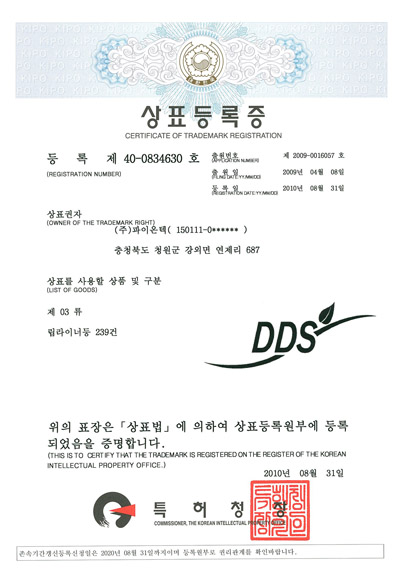 KIPO KIPO KIPO KIPO KIPO KIPO
상표등록증
CERTIFICATE OF TRADEMARK REGISTRATION
등 록 제 40-0834630 호
(REGISTRATION NUMBER)
출원번호 제 2009-0016057 호
(APPLICATION NUMBER)
출 원 일 2009년 04월 08일
(FILING DATE:YY/MM/DD)
등 록 일 2010년 08월 31일
(REGISTRATION DATE:YY/MM/DD)
상표권자
(OWNER OF THE TRADEMARK RIGHT)
(주)파이온텍( 150111-0****** )
충청북도 청원군 강외면 연제리 687
상표를 사용할 상품 및 구분
(LIST OF GOODS)
제 03 류
립라이너등 239건
DDS
위의 표장은「상표법」에 의하여 상표등록원부에 등록
되었음을 증명합니다.
(THIS IS TO CERTIFY THAT THE TRADEMARK IS REGISTERED ON THE REGISTER OF THE KOREAN
INTELLECTUAL PROPERTY OFFICE.)
2010년 08월 31일
특허청장
COMMISSIONER, THE KOREAN INTELLECTUAL PROPERTY OFFICE
존속기간갱신등록신청일은 2020년 08월 31일까지이며 등록원부로 권리관계를 확인바랍니다.